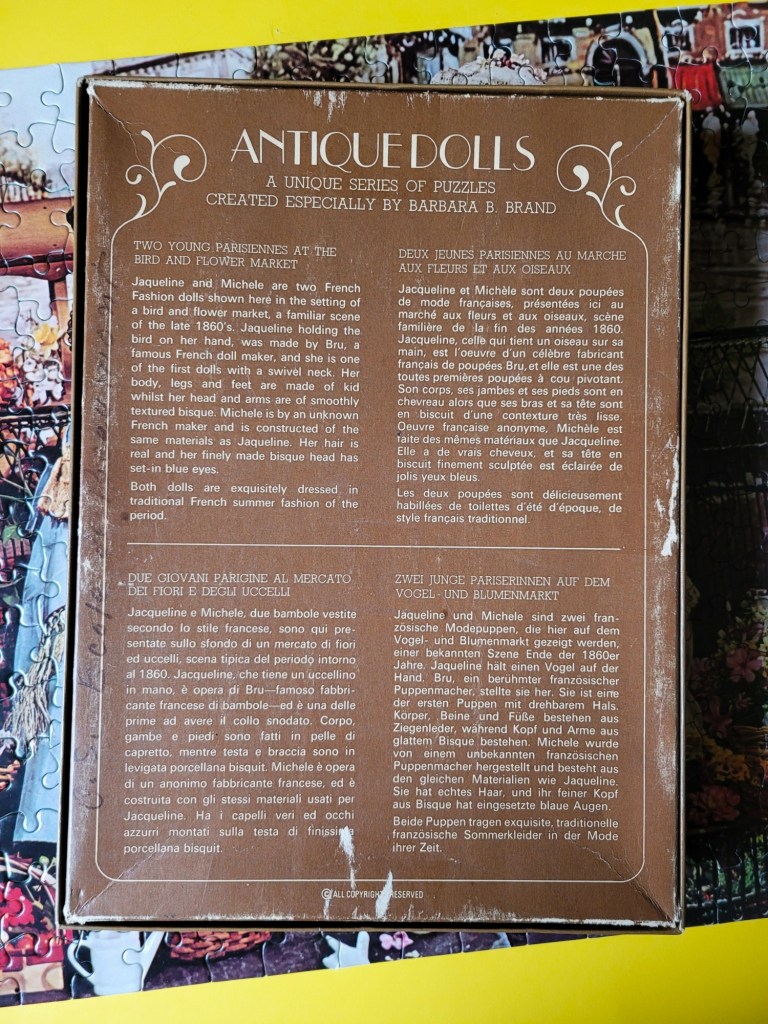 ANTIQUE DOLLS
A UNIQUE SERIES OF PUZZLES
CREATED ESPECIALLY BY BARBARA B. BRAND
TWO YOUNG PARISIENNES AT THE
BIRD AND FLOWER MARKET
Jaqueline and Michele are two French
Fashion dolls shown here in the setting of
a bird and flower market, a familiar scene
of the late 1860's. Jaqueline holding the
bird on her hand, was made by Bru, a
famous French doll maker, and she is one
of the first dolls with a swivel neck. Her
body, legs and feet are made of kid
whilst her head and arms are of smoothly
textured bisque. Michele is by an unknown
French maker and is constructed of the
same materials as Jaqueline. Her hair is
real and her finely made bisque head has
set-in blue eyes.
Both dolls are exquisitely dressed in
traditional French summer fashion of the
period.
DEUX JEUNES PARISIENNES AU MARCHE
AUX FLEURS ET AUX OISEAUX
Jacqueline et Michèle sont deux poupées
de mode françaises, présentées ici au
marché aux fleurs et aux oiseaux, scène
familière de la fin des années 1860.
Jacqueline, celle qui tient un oiseau sur sa
main, est l'oeuvre d'un célèbre fabricant
français de poupées Bru, et elle est une des
toutes premières poupées à cou pivotant.
Son corps, ses jambes et ses pieds sont en
chevreau alors que ses bras et sa tête sont
en biscuit d'une contexture très lisse.
Oeuvre française anonyme, Michèle est
faite des mêmes matériaux que Jacqueline.
Elle a de vrais cheveux, et sa tête en
biscuit finement sculptée est éclairée de
jolis yeux bleus.
Les deux poupées sont délicieusement
habillées de toilettes d'été d'époque, de
style français traditionnel.
DUE GIOVANI PARIGINE AL MERCATO
DEI FIORI E DEGLI UCCELLI
Jacqueline e Michele, due bambole vestite
secondo lo stile francese, sono qui pre-
sentate sullo sfondo di un mercato di fiori
ed uccelli, scena tipica del periodo intorno
al 1860. Jacqueline, che tiene un uccellino
in mano, è opera di Bru—famoso fabbri-
cante francese di bambole—ed è una delle
prime ad avere il collo snodato. Corpo,
gambe e piedi sono fatti in pelle di
capretto, mentre testa e braccia sono in
levigata porcellana bisquit. Michele è opera
di un anonimo fabbricante francese, ed è
costruita con gli stessi materiali usati per
Jacqueline. Ha i capelli veri ed occhi
azzurri montati sulla testa di finissima
porcellana bisquit.
ZWEI JUNGE PARISERINNEN AUF DEM
VOGEL- UND BLUMENMARKT
Jaqueline und Michele sind zwei fran-
zösische Modepuppen, die hier auf dem
Vogel- und Blumenmarkt gezeigt werden,
einer bekannten Szene Ende der 1860er
Jahre. Jaqueline hält einen Vogel auf der
Hand. Bru, ein berühmter französischer
Puppenmacher, stellte sie her. Sie ist eine
der ersten Puppen mit drehbarem Hals.
Körper, Beine und Füße bestehen aus
Ziegenleder, während Kopf und Arme aus
glattem Bisque bestehen. Michele wurde
von einem unbekannten französischen
Puppenmacher hergestellt und besteht aus
den gleichen Materialien wie Jaqueline.
Sie hat echtes Haar, und ihr feiner Kopf
aus Bisque hat eingesetzte blaue Augen.
Beide Puppen tragen exquisite, traditionelle
französische Sommerkleider in der Mode
ihrer Zeit.
© ALL COPYRIGHTS RESERVED